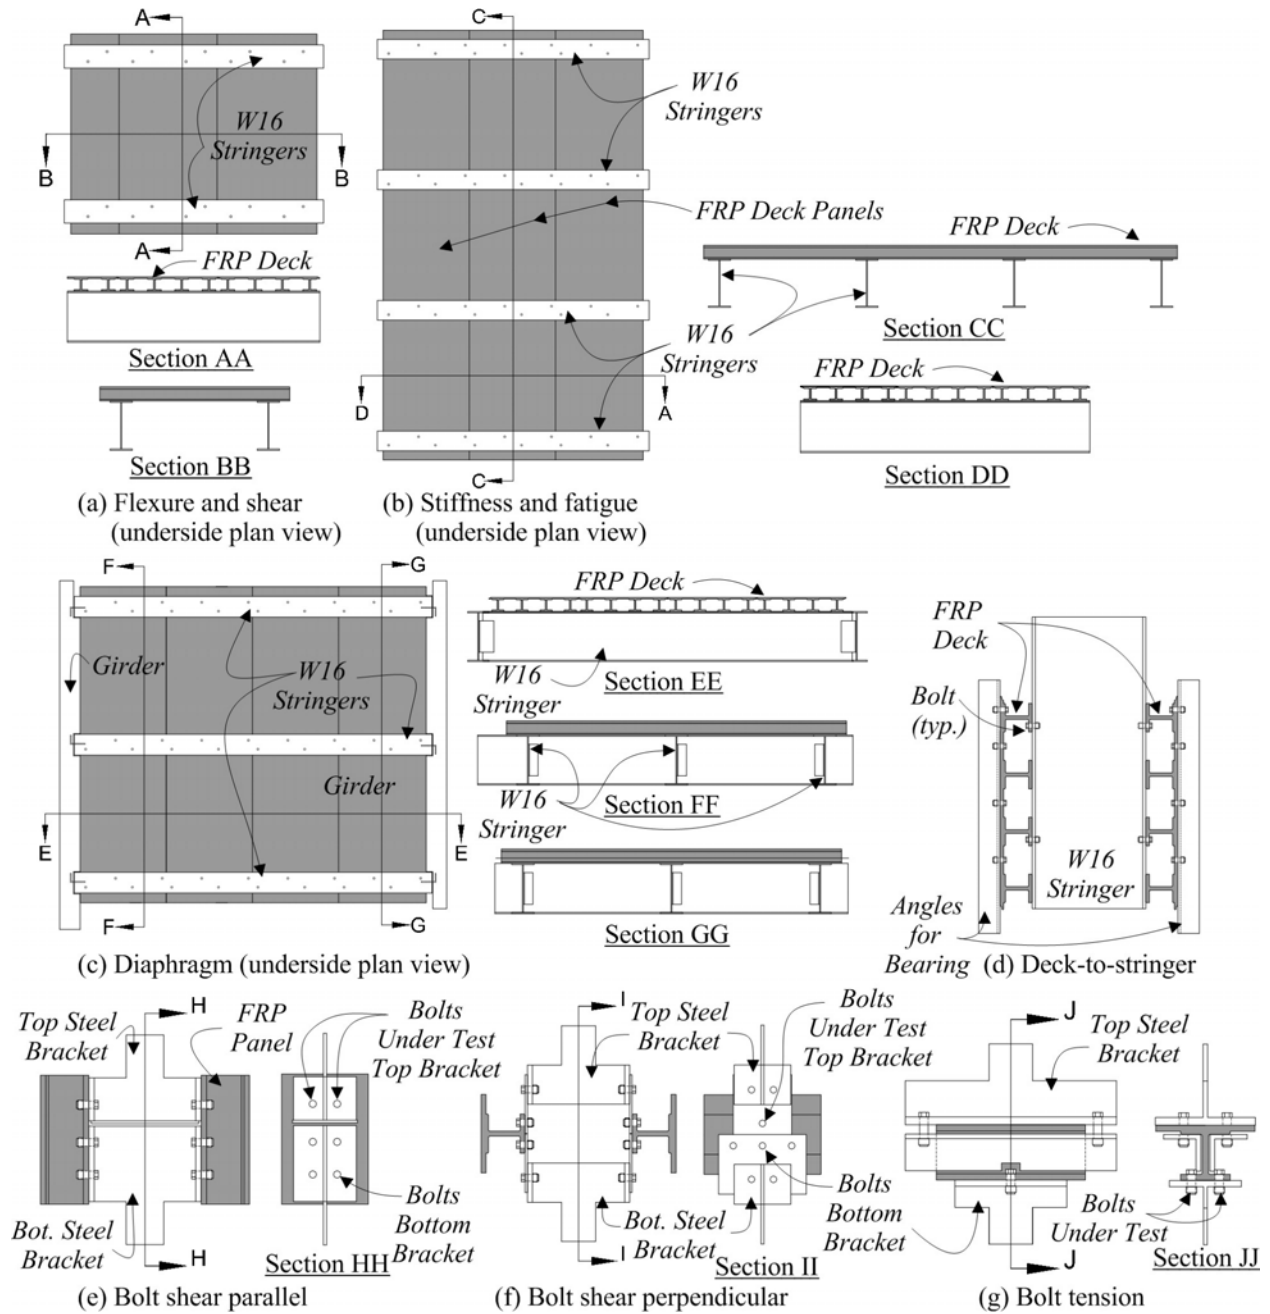 A
W16
Stringers
B
B
A
FRP Deck
Section AA
Section BB
(a) Flexure and shear
(underside plan view)
C
W16
Stringers
FRP Deck Panels
W16
Stringers
D
A
C
(b) Stiffness and fatigue
(underside plan view)
FRP Deck
Section CC
FRP Deck
Section DD
F
G
Girder
W16
Stringers
Girder
E
E
F
G
(c) Diaphragm (underside plan view)
FRP Deck
W16
Stringer
Section EE
W16
Stringer
Section FF
Section GG
FRP
Deck
Bolt
(typ.)
W16
Stringer
Angles
for
Bearing
(d) Deck-to-stringer
H
Top Steel
Bracket
FRP
Panel
Bolts
Under Test
Top Bracket
Bot. Steel
Bracket
H
Bolts
Bottom
Bracket
Section HH
(e) Bolt shear parallel
I
Top Steel
Bracket
Bolts
Under Test
Top Bracket
Bot. Steel
Bracket
I
Bolts
Bottom
Bracket
Section II
(f) Bolt shear perpendicular
J
Top Steel
Bracket
Bot. Steel
Bracket
J
Bolts
Under Test
Section JJ
(g) Bolt tension